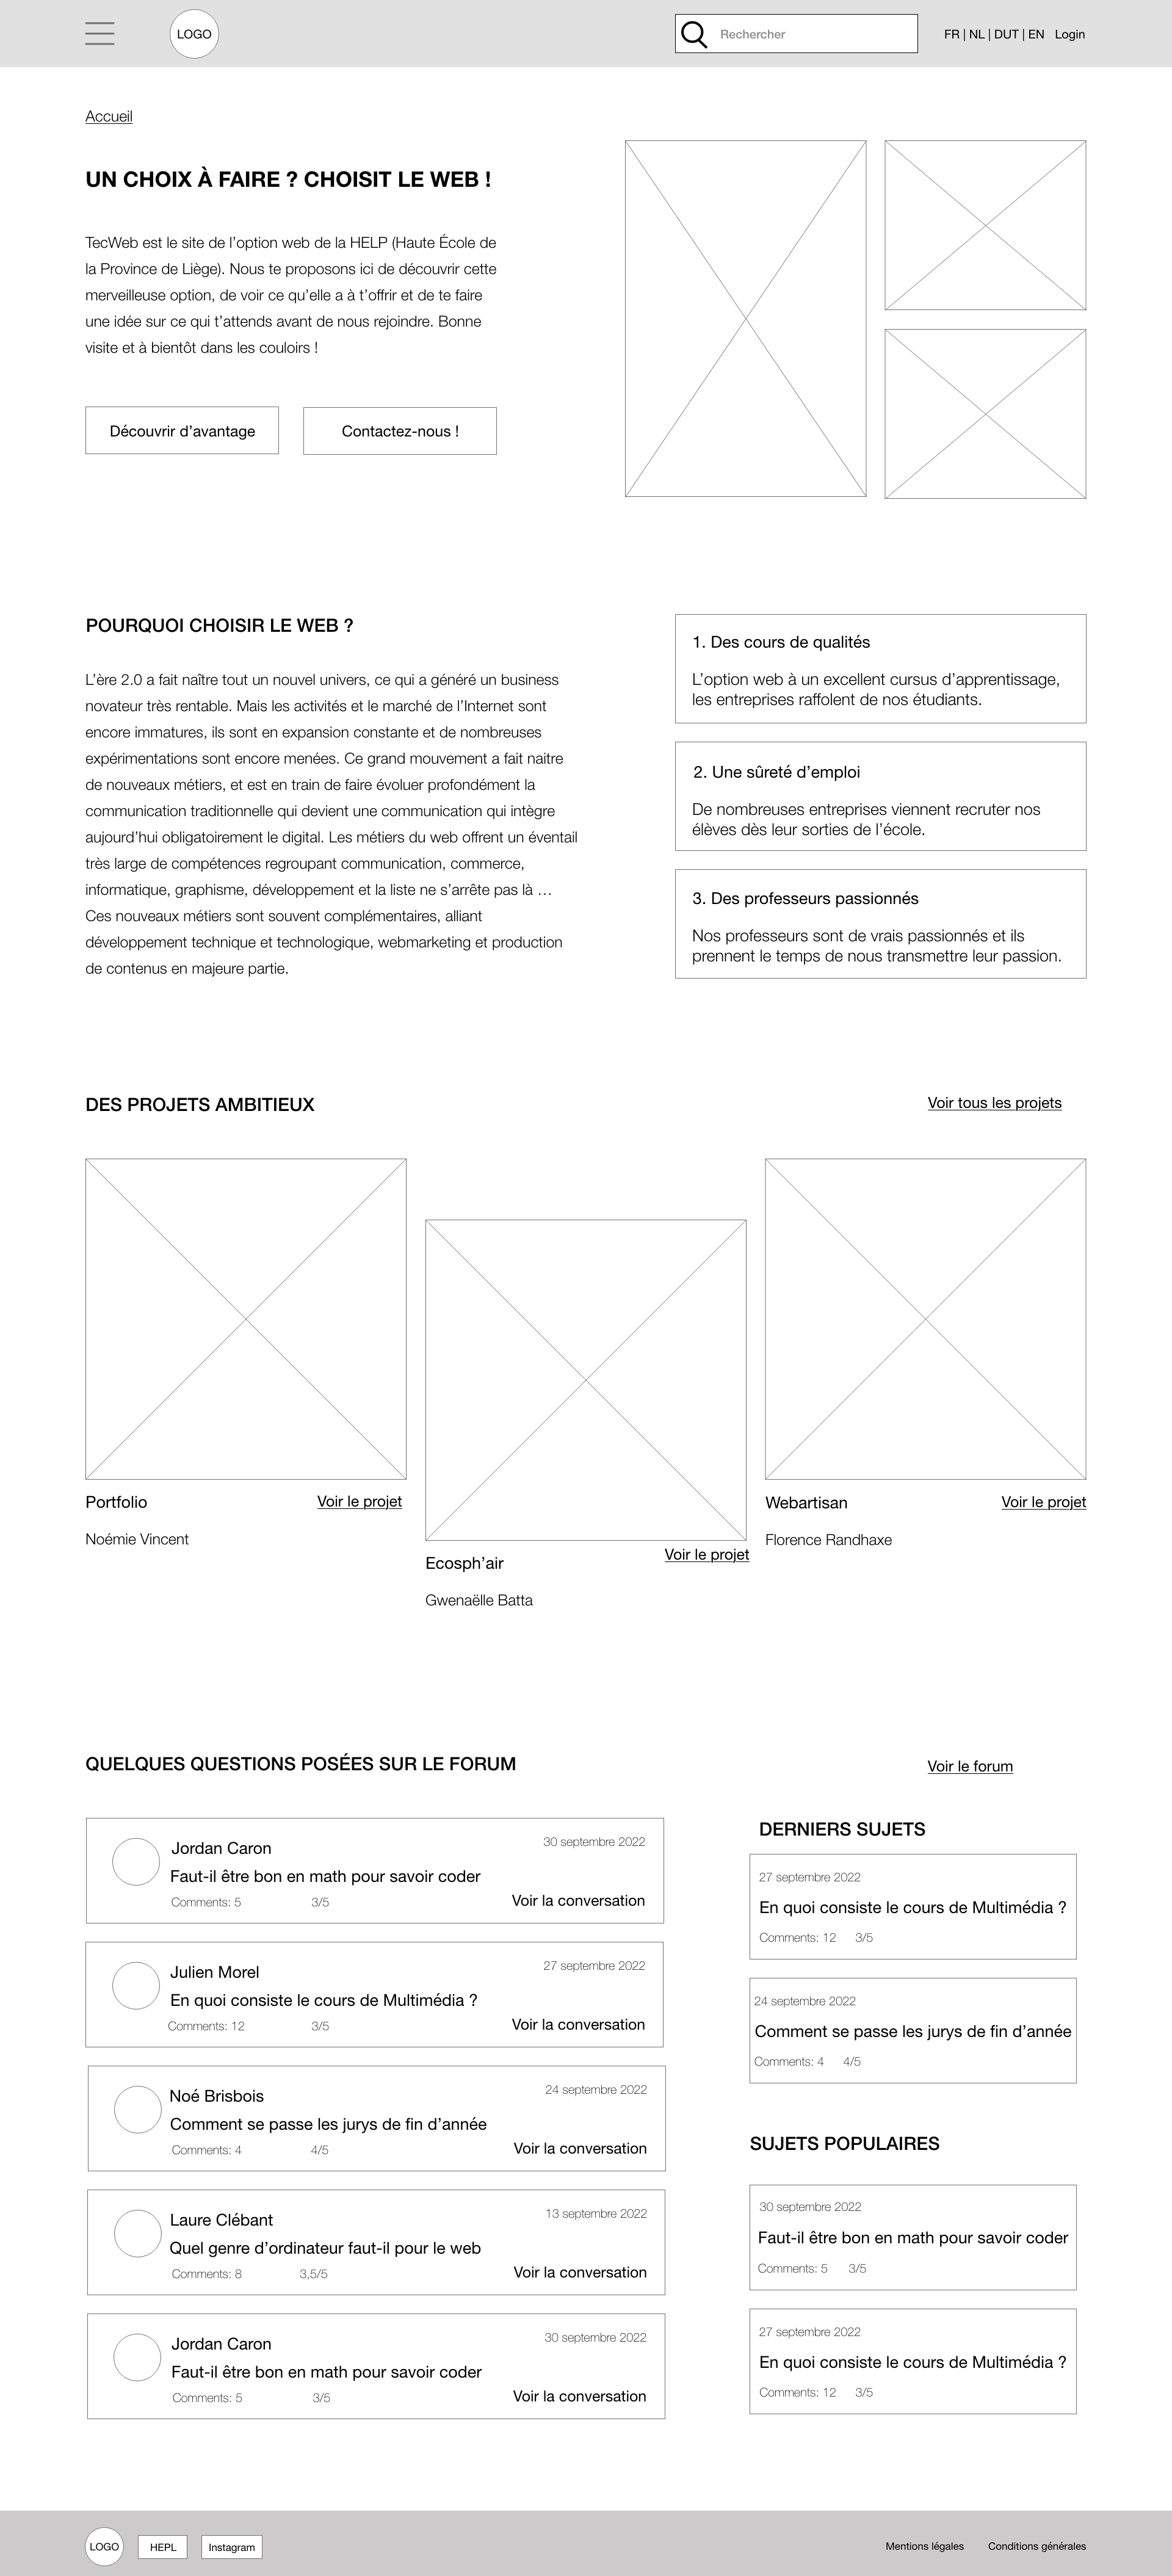 LOGO
Rechercher
FR | NL | DUT | EN
Login
Accueil
UN CHOIX À FAIRE ? CHOISIT LE WEB !
TecWeb est le site de l’option web de la HELP (Haute École de
la Province de Liège). Nous te proposons ici de découvrir cette
merveilleuse option, de voir ce qu’elle a à t’offrir et de te faire
une idée sur ce qui t’attends avant de nous rejoindre. Bonne
visite et à bientôt dans les couloirs !
Découvrir d’avantage
Contactez-nous !
POURQUOI CHOISIR LE WEB ?
L’ère 2.0 a fait naître tout un nouvel univers, ce qui a généré un business
novateur très rentable. Mais les activités et le marché de l’Internet sont
encore immatures, ils sont en expansion constante et de nombreuses
expérimentations sont encore menées. Ce grand mouvement a fait naitre
de nouveaux métiers, et est en train de faire évoluer profondément la
communication traditionnelle qui devient une communication qui intègre
aujourd’hui obligatoirement le digital. Les métiers du web offrent un éventail
très large de compétences regroupant communication, commerce,
informatique, graphisme, développement et la liste ne s’arrête pas là …
Ces nouveaux métiers sont souvent complémentaires, alliant
développement technique et technologique, webmarketing et production
de contenus en majeure partie.
1. Des cours de qualités
L’option web à un excellent cursus d’apprentissage,
les entreprises raffolent de nos étudiants.
2. Une sûreté d’emploi
De nombreuses entreprises viennent recruter nos
élèves dès leur sorties de l’école.
3. Des professeurs passionnés
Nos professeurs sont de vrais passionnés et ils
prennent le temps de nous transmettre leur passion.
DES PROJETS AMBITIEUX
Voir tous les projets
Portfolio
Voir le projet
Noémie Vincent
Ecosph’air
Voir le projet
Gwenaëlle Batta
Webartisan
Voir le projet
Florence Randhaxe
QUELQUES QUESTIONS POSÉES SUR LE FORUM
Voir le forum
Jordan Caron
30 septembre 2022
Faut-il être bon en math pour savoir coder
Comments: 5
3/5
Voir la conversation
Julien Morel
27 septembre 2022
En quoi consiste le cours de Multimédia ?
Comments: 12
3/5
Voir la conversation
Noé Brisbois
24 septembre 2022
Comment se passe les jurys de fin d’année
Comments: 4
4/5
Voir la conversation
Laure Clébant
13 septembre 2022
Quel genre d’ordinateur faut-il pour le web
Comments: 8
3,5/5
Voir la conversation
Jordan Caron
30 septembre 2022
Faut-il être bon en math pour savoir coder
Comments: 5
3/5
Voir la conversation
DERNIERS SUJETS
27 septembre 2022
En quoi consiste le cours de Multimédia ?
Comments: 12
3/5
24 septembre 2022
Comment se passe les jurys de fin d’année
Comments: 4
4/5
SUJETS POPULAIRES
30 septembre 2022
Faut-il être bon en math pour savoir coder
Comments: 5
3/5
27 septembre 2022
En quoi consiste le cours de Multimédia ?
Comments: 12
3/5
LOGO
HEPL
Instagram
Mentions légales
Conditions générales